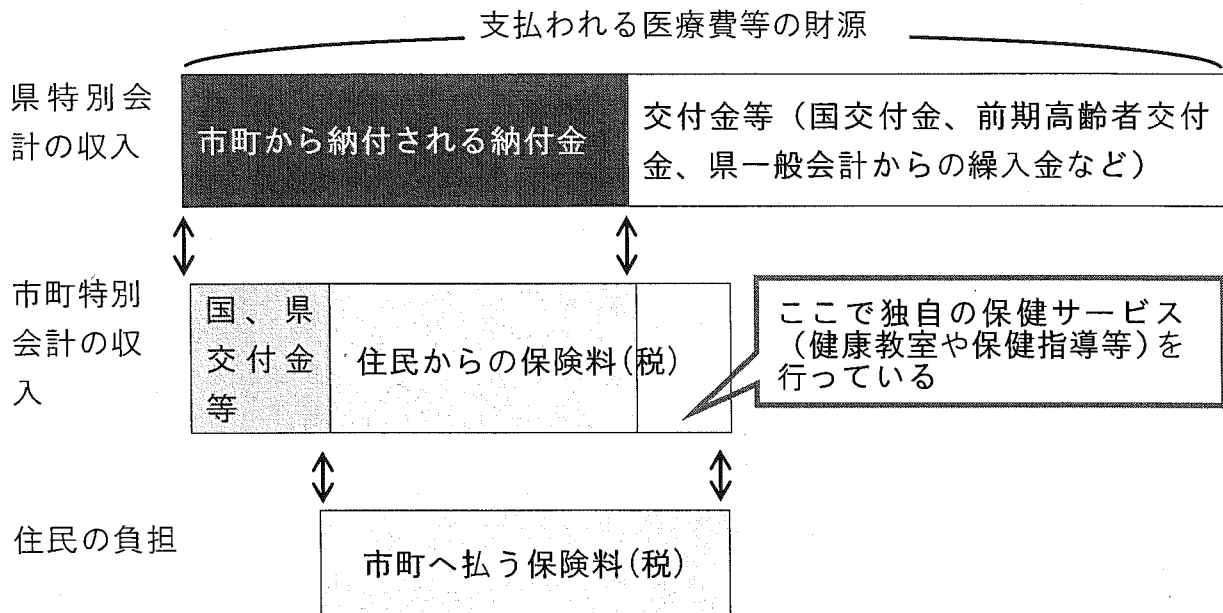 支払われる医療費等の財源
県特別会
計の収入
市町から納付される納付金
交付金等（国交付金、前期高齢者交付
金、県一般会計からの繰入金など）
市町特別
会計の収
入
国、県
交付金
等
住民からの保険料(税)
ここで独自の保健サービス
（健康教室や保健指導等）を
行っている
住民の負担
市町へ払う保険料(税)